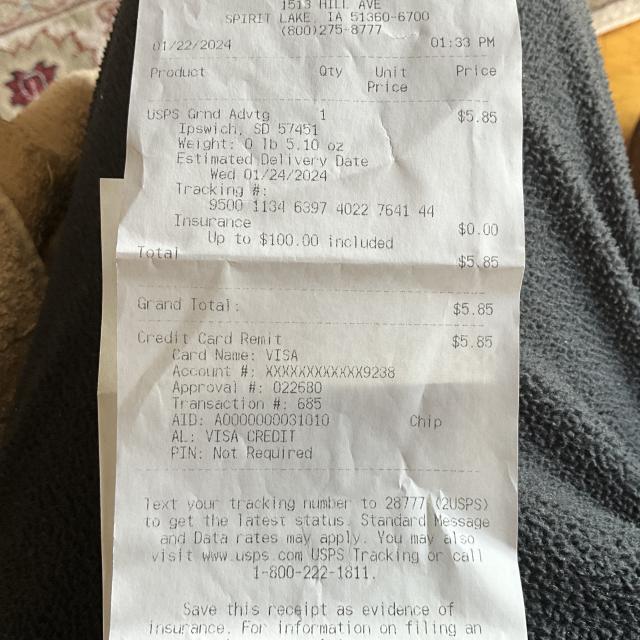 1513 HILL AVE
SPIRIT LAKE, IA 51360-6700
(800)275-8777
01/22/2024 01:33 PM
Product Qty Unit Price
Price
USPS Grnd Advtg 1 $5.85
Ipswich, SD 57451
Weight: 0 lb 5.10 oz
Estimated Delivery Date
Wed 01/24/2024
Tracking #:
9500 1134 6397 4022 7641 44
Insurance $0.00
Up to $100.00 included
Total $5.85
Grand Total: $5.85
Credit Card Remit $5.85
Card Name: VISA
Account #: XXXXXXXXXXXX9238
Approval #: 022680
Transaction #: 685
AID: A0000000031010 Chip
AL: VISA CREDIT
PIN: Not Required
Text your tracking number to 28777 (2USPS)
to get the latest status. Standard Message
and Data rates may apply. You may also
visit www.usps.com USPS Tracking or call
1-800-222-1811.
Save this receipt as evidence of
insurance. For information on filing an